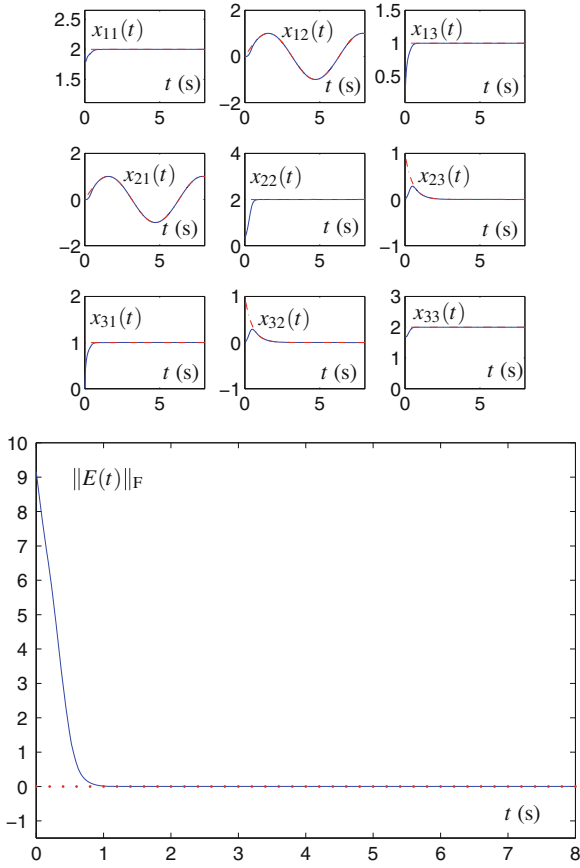 x₁₁(t)
2.5
2
1.5
t (s)
0 5
x₁₂(t)
2
0
−2
t (s)
0 5
x₁₃(t)
1.5
1
0.5
t (s)
0 5
x₂₁(t)
2
0
−2
t (s)
0 5
x₂₂(t)
4
2
0
t (s)
0 5
x₂₃(t)
1
0
−1
t (s)
0 5
x₃₁(t)
2
1
0
t (s)
0 5
x₃₂(t)
1
0
−1
t (s)
0 5
x₃₃(t)
3
2
1
0
t (s)
0 5
10
9
8
7
6
5
4
3
2
1
0
−1
‖E(t)‖F
t (s)
0 1 2 3 4 5 6 7 8